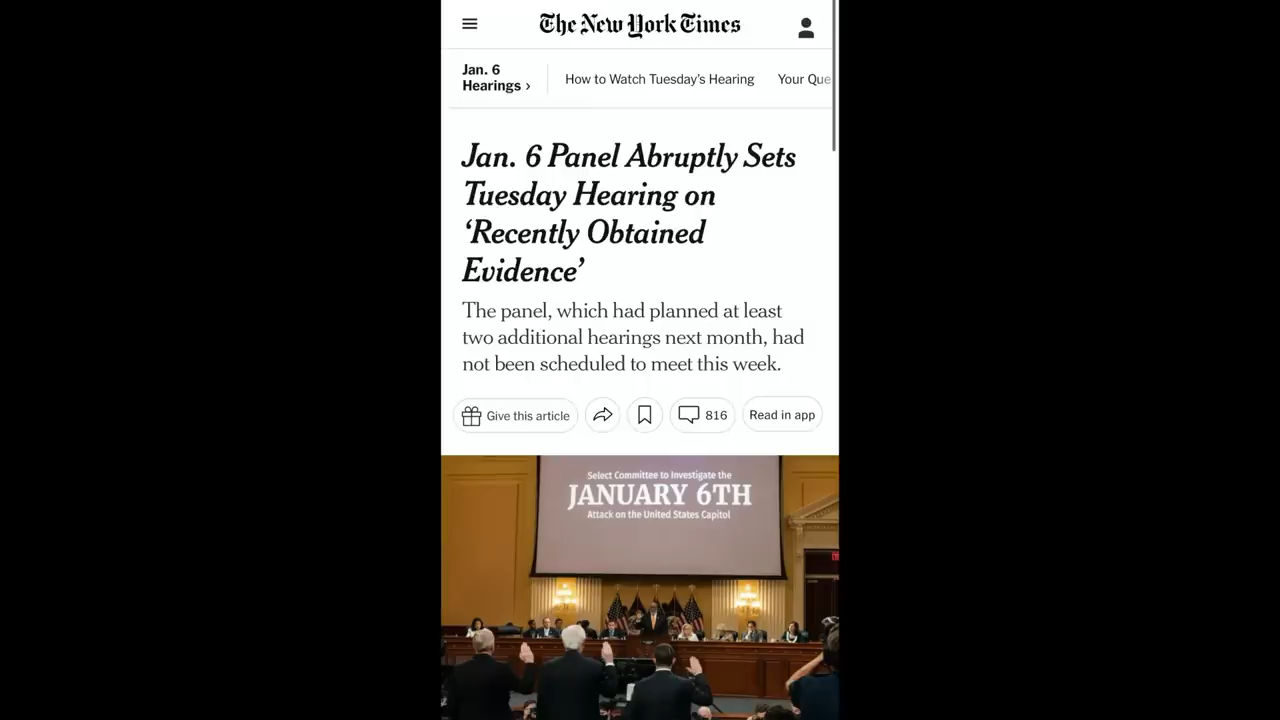 The New York Times
Jan. 6
Hearings ›
How to Watch Tuesday's Hearing
Your Que
Jan. 6 Panel Abruptly Sets
Tuesday Hearing on
‘Recently Obtained
Evidence’
The panel, which had planned at least
two additional hearings next month, had
not been scheduled to meet this week.
Give this article
816
Read in app
Select Committee to Investigate the
JANUARY 6TH
Attack on the United States Capitol